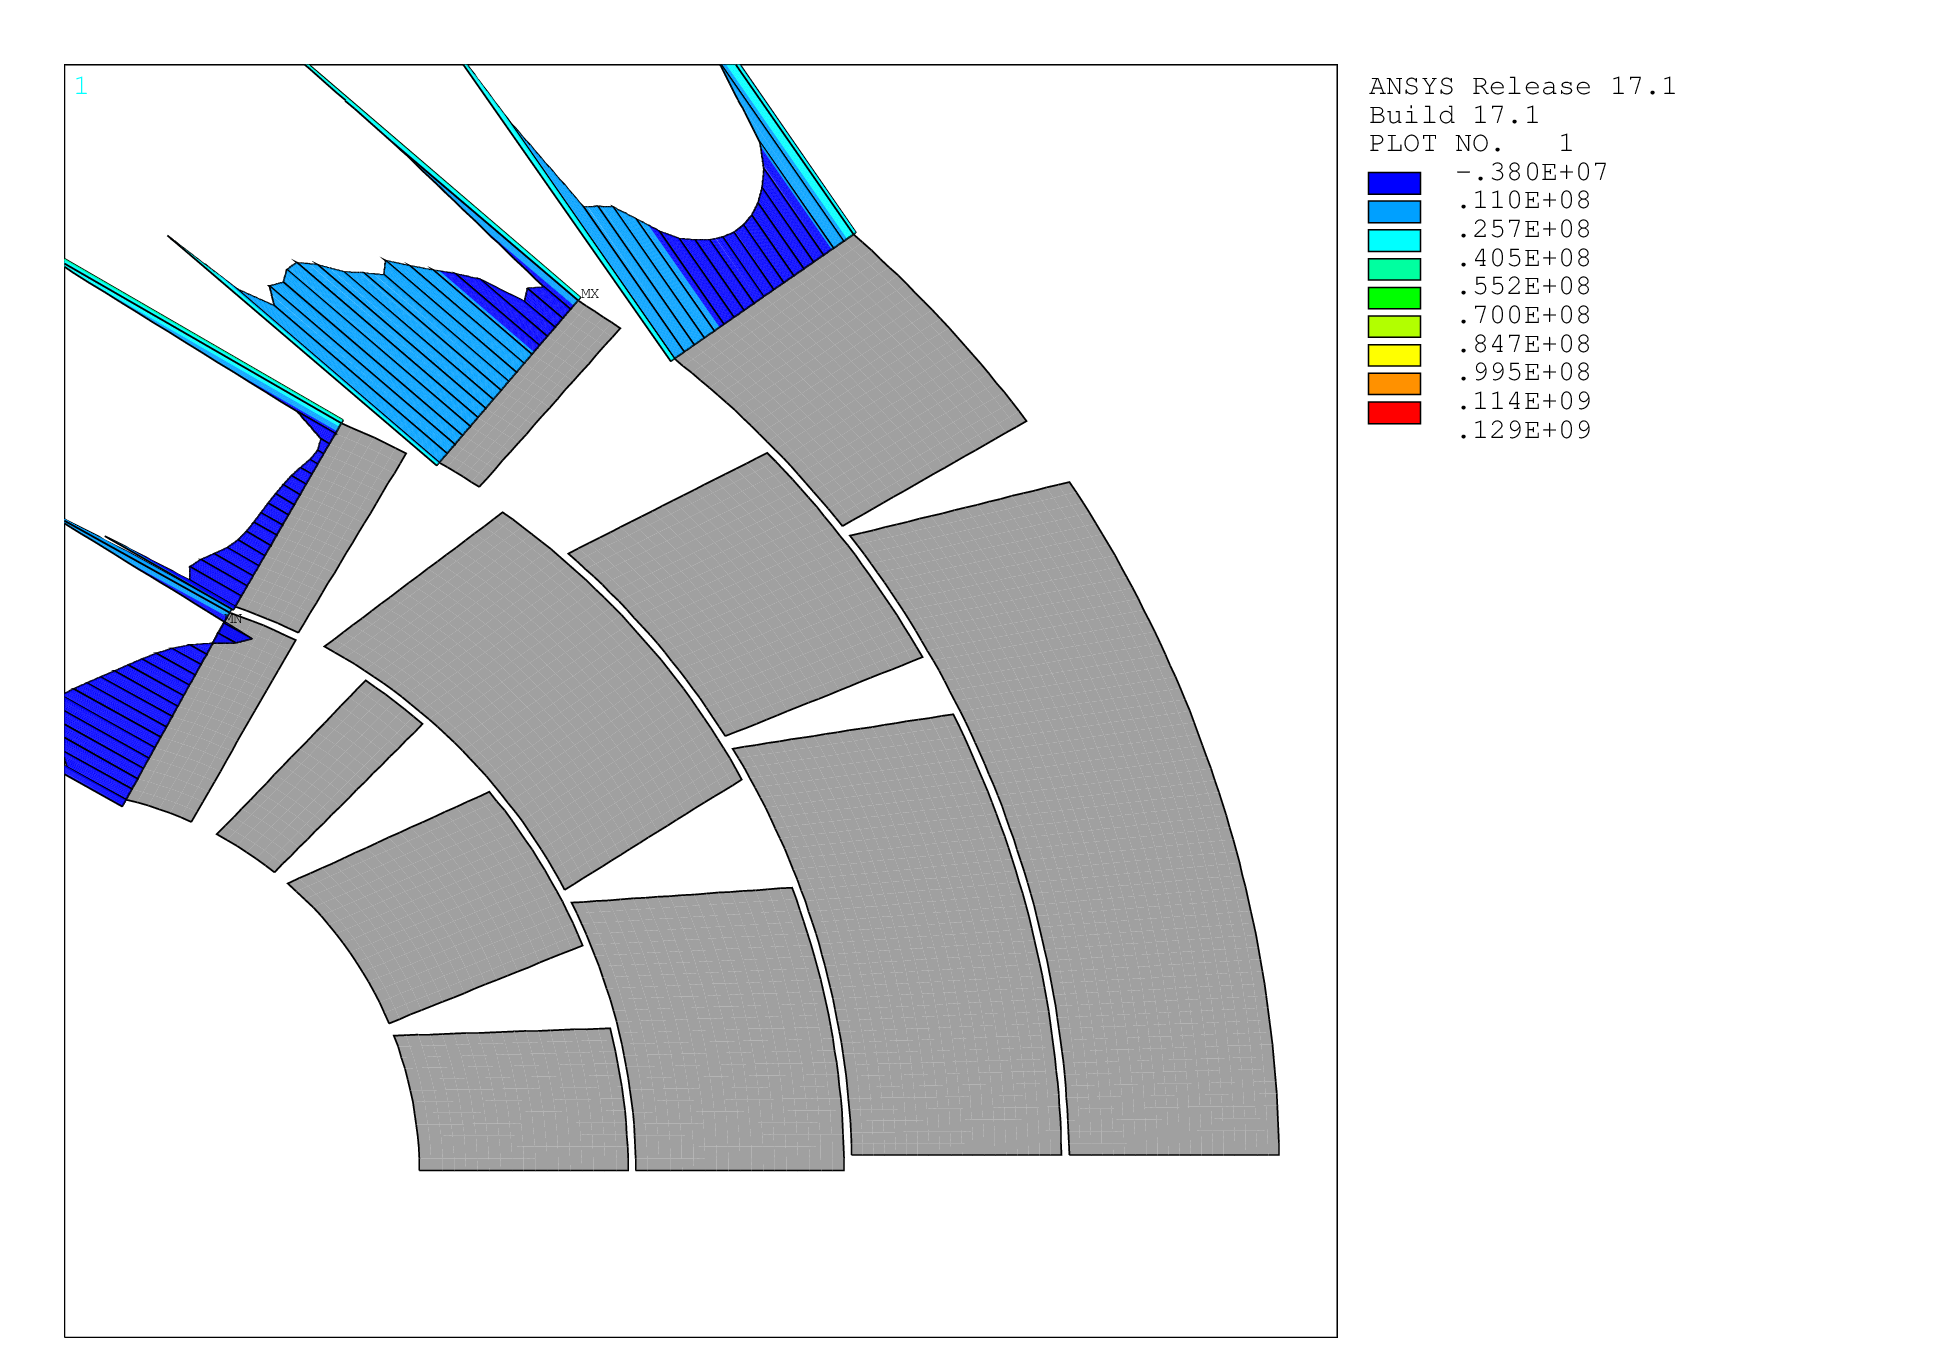 1
ANSYS Release 17.1
Build 17.1
PLOT NO. 1
-.380E+07
.110E+08
.257E+08
.405E+08
.552E+08
.700E+08
.847E+08
.995E+08
.114E+09
.129E+09
MX
MN